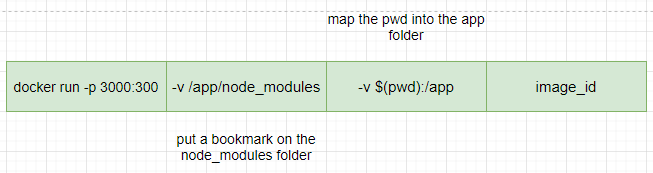 map the pwd into the app
folder
docker run -p 3000:300
-v /app/node_modules
-v $(pwd):/app
image_id
put a bookmark on the
node_modules folder